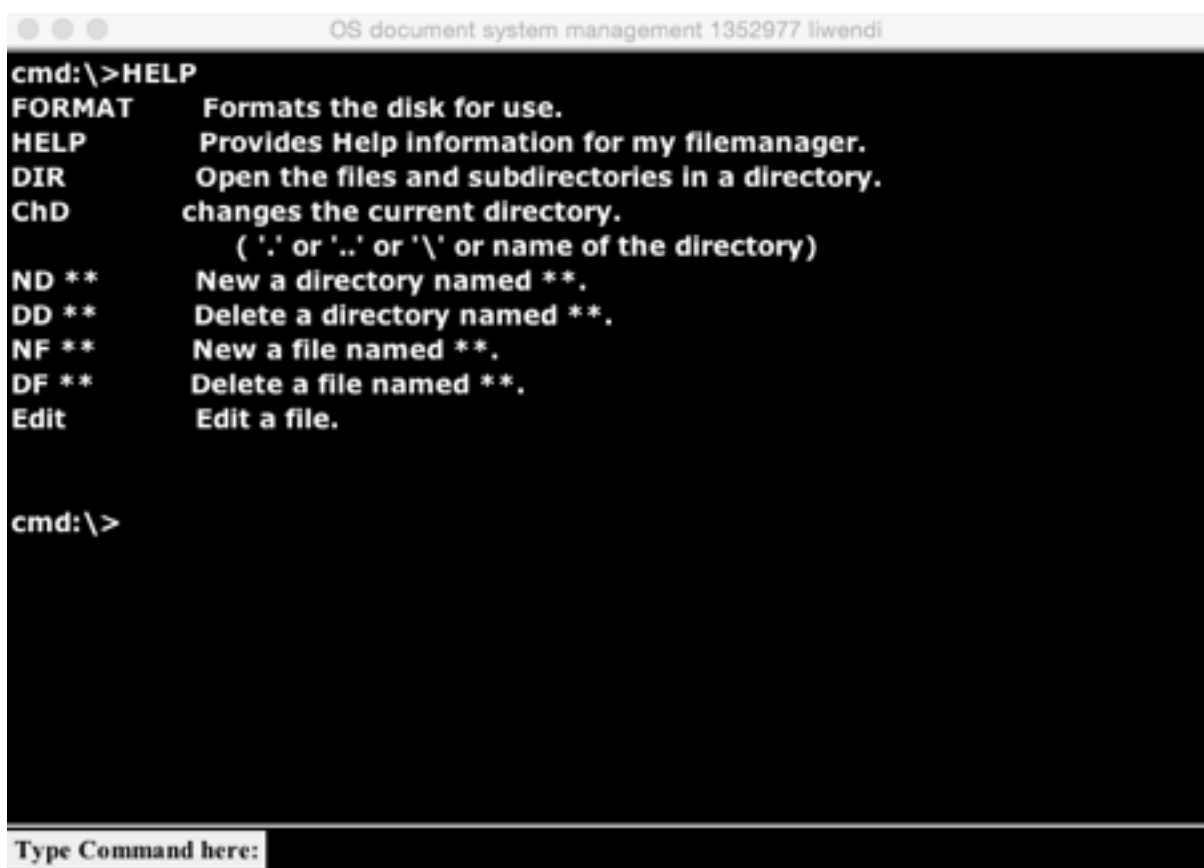 OS document system management 1352977 liwendi
cmd:\>HELP
FORMAT Formats the disk for use.
HELP Provides Help information for my filemanager.
DIR Open the files and subdirectories in a directory.
ChD changes the current directory.
( '.' or '..' or '\' or name of the directory)
ND ** New a directory named **.
DD ** Delete a directory named **.
NF ** New a file named **.
DF ** Delete a file named **.
Edit Edit a file.
cmd:\>
Type Command here: